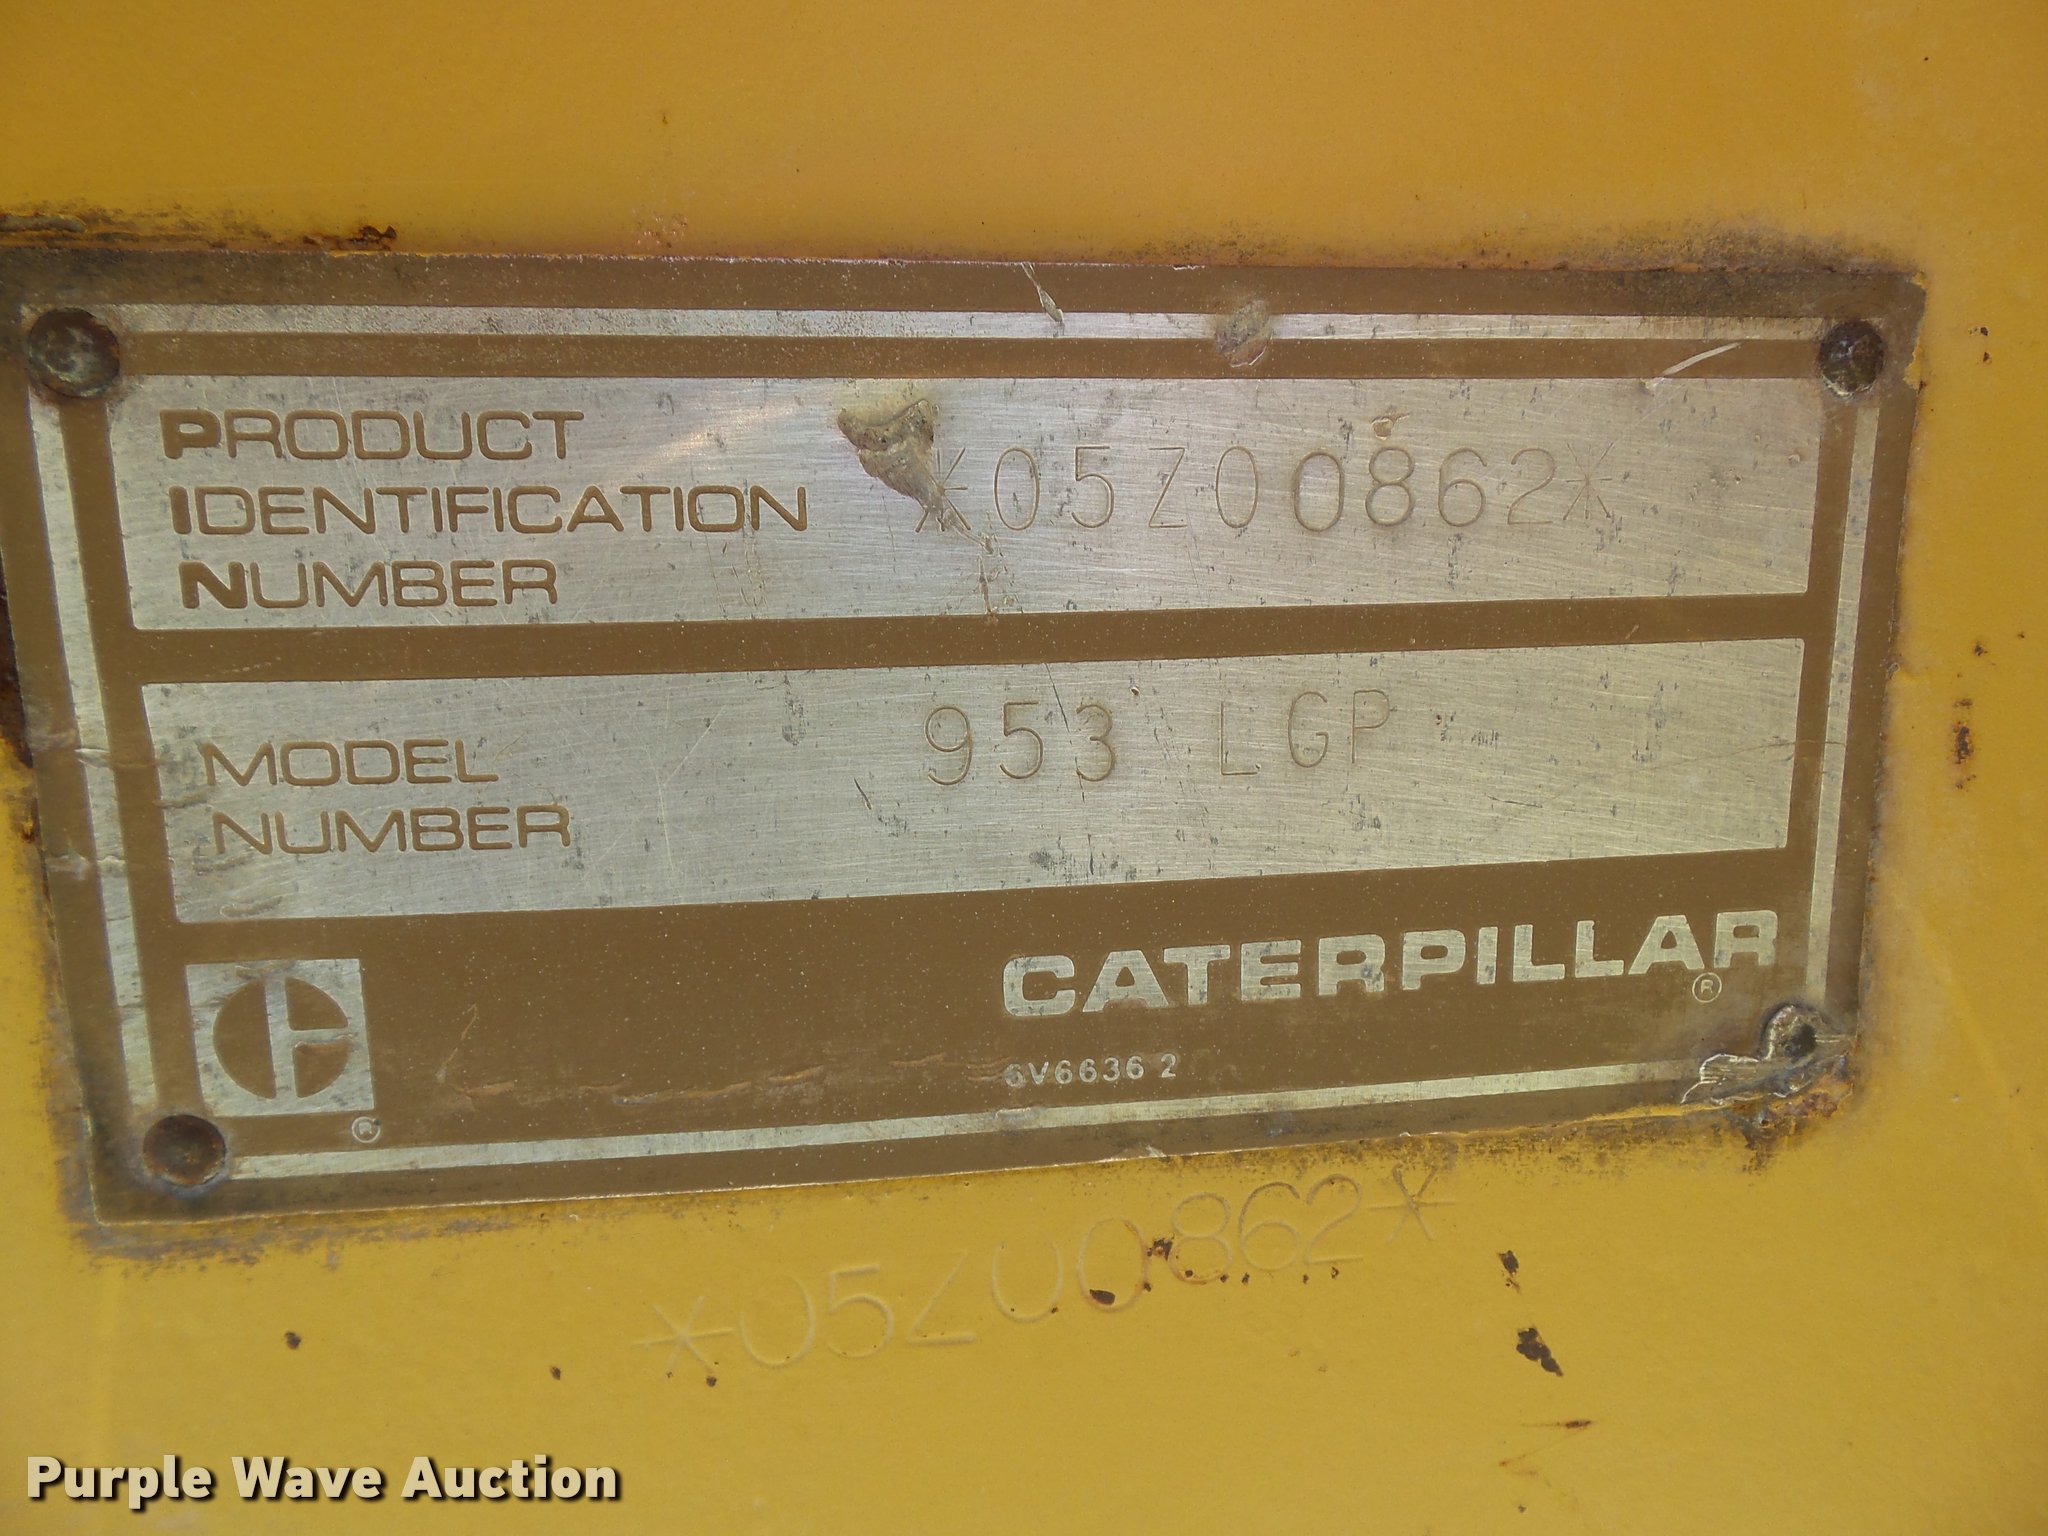 PRODUCT
IDENTIFICATION
NUMBER
*05Z00862*
MODEL
NUMBER
953 LGP
CATERPILLAR
®
6V6636 2
®
*05Z00862*
Purple Wave Auction